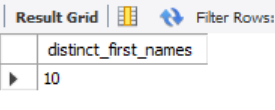 Result Grid Filter Rows:
distinct_first_names
10